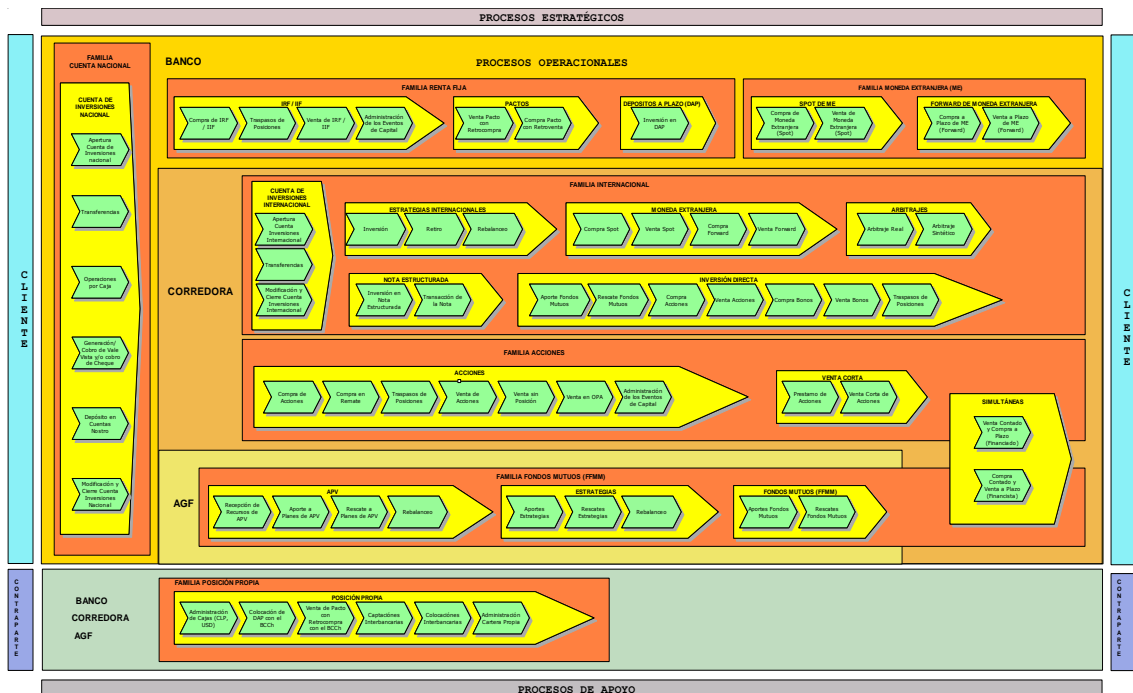 PROCESOS ESTRATÉGICOS
CLIENTE
FAMILIA
CUENTA NACIONAL
CUENTA DE
INVERSIONES
NACIONAL
Apertura
Cuenta de
Inversiones
nacional
Transferencias
Operaciones
por Caja
Generación/
Cobro de Vale
Vista y/o cobro
de Cheque
Depósito en
Cuentas
Nostro
Modificación y
Cierre Cuenta
Inversiones
Nacional
BANCO
PROCESOS OPERACIONALES
FAMILIA RENTA FIJA
IRF / IIF
Compra de IRF
/ IIF
Traspasos de
Posiciones
Venta de IRF /
IIF
Administración
de los Eventos
de Capital
PACTOS
Venta Pacto
con
Retrocompra
Compra Pacto
con Retroventa
DEPOSITOS A PLAZO (DAP)
Inversión en
DAP
FAMILIA MONEDA EXTRANJERA (ME)
SPOT DE ME
Compra de
Moneda
Extranjera
(Spot)
Venta de
Moneda
Extranjera
(Spot)
FORWARD DE MONEDA EXTRANJERA
Compra a
Plazo de ME
(Forward)
Venta a Plazo
de ME
(Forward)
CORREDORA
FAMILIA INTERNACIONAL
CUENTA DE
INVERSIONES
INTERNACIONAL
Apertura
Cuenta
Inversiones
Internacional
Transferencias
Modificación y
Cierre Cuenta
Inversiones
Internacional
ESTRATEGIAS INTERNACIONALES
Inversión
Retiro
Rebalanceo
MONEDA EXTRANJERA
Compra Spot
Venta Spot
Compra
Forward
Venta Forward
ARBITRAJES
Arbitraje Real
Arbitraje
Sintético
NOTA ESTRUCTURADA
Inversión en
Nota
Estructurada
Transacción de
la Nota
INVERSIÓN DIRECTA
Aporte Fondos
Mutuos
Rescate Fondos
Mutuos
Compra
Acciones
Venta Acciones
Compra Bonos
Venta Bonos
Traspasos de
Posiciones
FAMILIA ACCIONES
ACCIONES
Compra de
Acciones
Compra en
Remate
Traspasos de
Posiciones
Venta de
Acciones
Venta sin
Posición
Venta en OPA
Administración
de los Eventos
de Capital
VENTA CORTA
Prestamo de
Acciones
Venta Corta de
Acciones
SIMULTÁNEAS
Venta Contado
y Compra a
Plazo
(Financiado)
Compra
Contado y
Venta a Plazo
(Financista)
AGF
FAMILIA FONDOS MUTUOS (FFMM)
APV
Recepción de
Recursos de
APV
Aporte a
Planes de APV
Rescate a
Planes de APV
Rebalanceo
ESTRATEGIAS
Aportes
Estrategias
Rescates
Estrategias
Rebalanceo
FONDOS MUTUOS (FFMM)
Aportes Fondos
Mutuos
Rescates
Fondos Mutuos
CLIENTE
CONTRAPARTE
BANCO
CORREDORA
AGF
FAMILIA POSICIÓN PROPIA
POSICIÓN PROPIA
Administración
de Cajas (CLP,
USD)
Colocación de
DAP con el
BCCh
Venta de Pacto
con
Retrocompra
con el BCCh
Captaciónes
Interbancarias
Colocaciónes
Interbancarias
Administración
Cartera Propia
CONTRAPARTE
PROCESOS DE APOYO